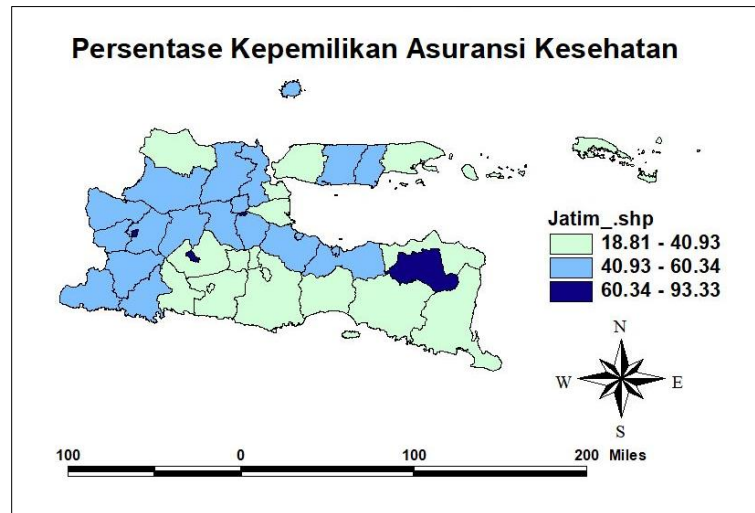 Persentase Kepemilikan Asuransi Kesehatan
Jatim_.shp
18.81 - 40.93
40.93 - 60.34
60.34 - 93.33
N
W E
S
100 0 100 200 Miles